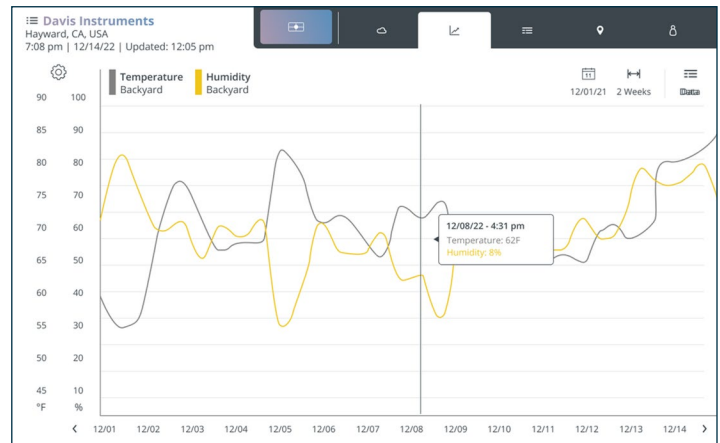 Davis Instruments
Hayward, CA, USA
7:08 pm | 12/14/22 | Updated: 12:05 pm
Temperature
Backyard
Humidity
Backyard
11
12/01/21
2 Weeks
Data
90 100
85 90
80 80
75 70
70 60
65 50
60 40
55 30
50 20
45 10
°F %
12/08/22 - 4:31 pm
Temperature: 62F
Humidity: 8%
12/01 12/02 12/03 12/04 12/05 12/06 12/07 12/08 12/09 12/10 12/11 12/12 12/13 12/14